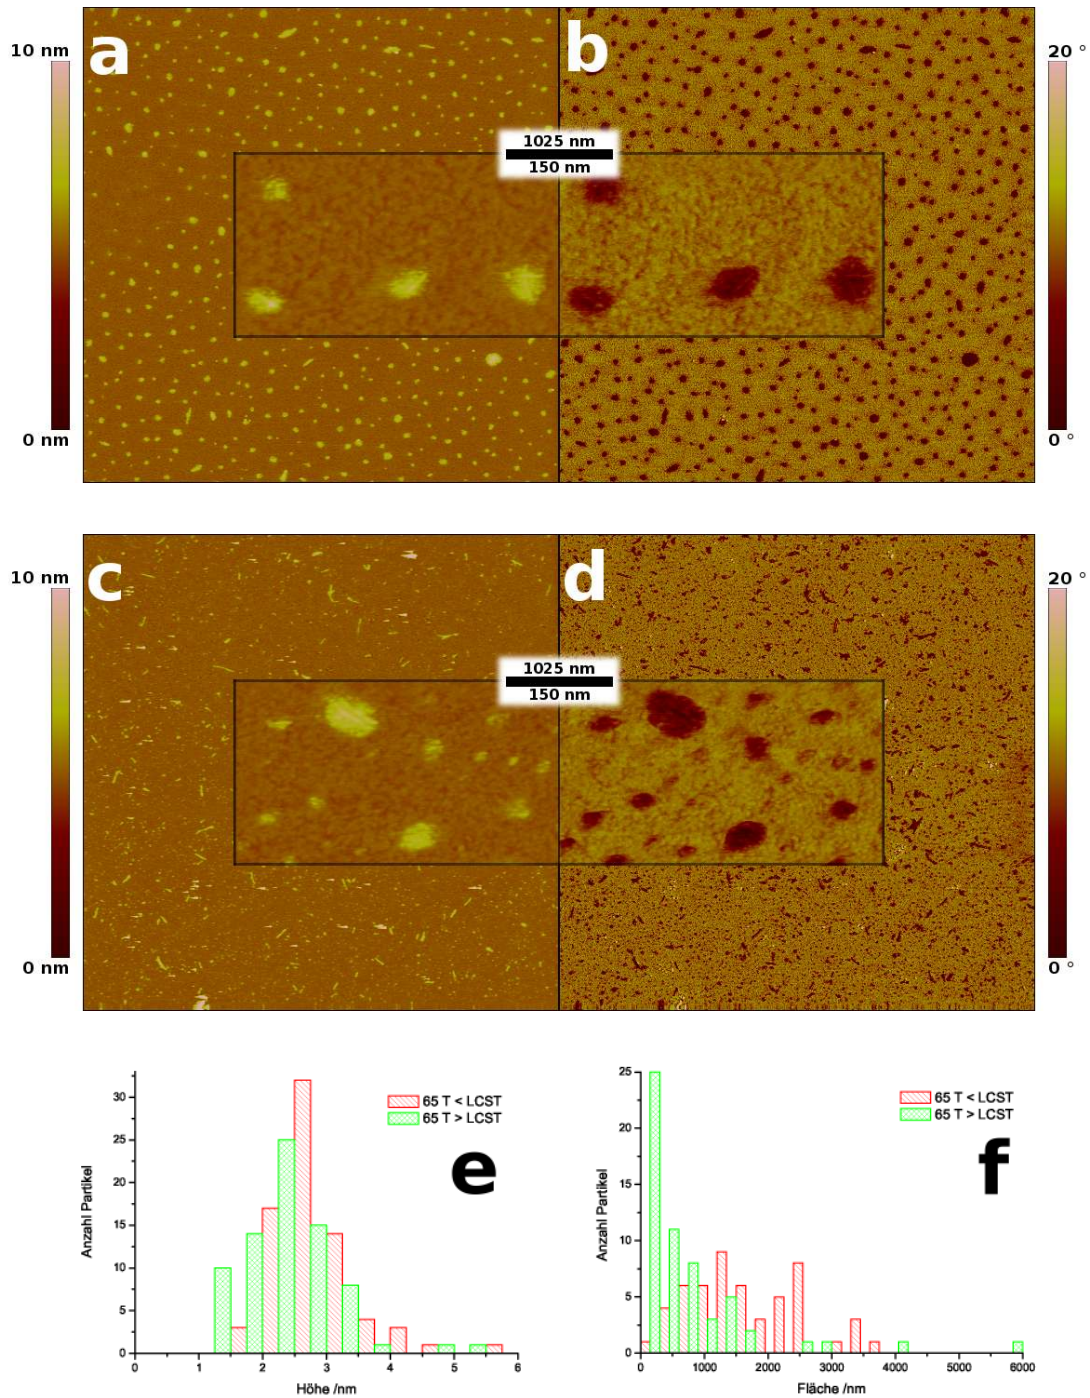 10 nm
a
b
20 °
1025 nm
150 nm
0 nm
0 °
10 nm
c
d
20 °
1025 nm
150 nm
0 nm
0 °
65 T < LCST
65 T > LCST
e
Anzahl Partikel
30
25
20
15
10
5
0
0 1 2 3 4 5 6
Höhe /nm
65 T < LCST
65 T > LCST
f
Anzahl Partikel
25
20
15
10
5
0
0 1000 2000 3000 4000 5000 6000
Fläche /nm